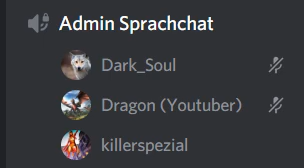 Admin Sprachchat
Dark_Soul
Dragon (Youtuber)
killerspezial